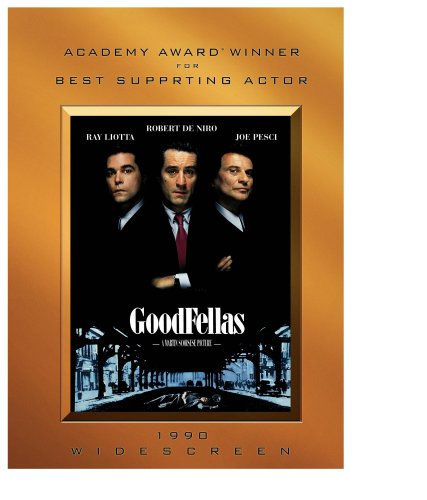 ACADEMY AWARD® WINNER
FOR
BEST SUPPRTING ACTOR
ROBERT DE NIRO
RAY LIOTTA
JOE PESCI
GOODFELLAS
— A MARTIN SCORSESE PICTURE —
1990
WIDESCREEN